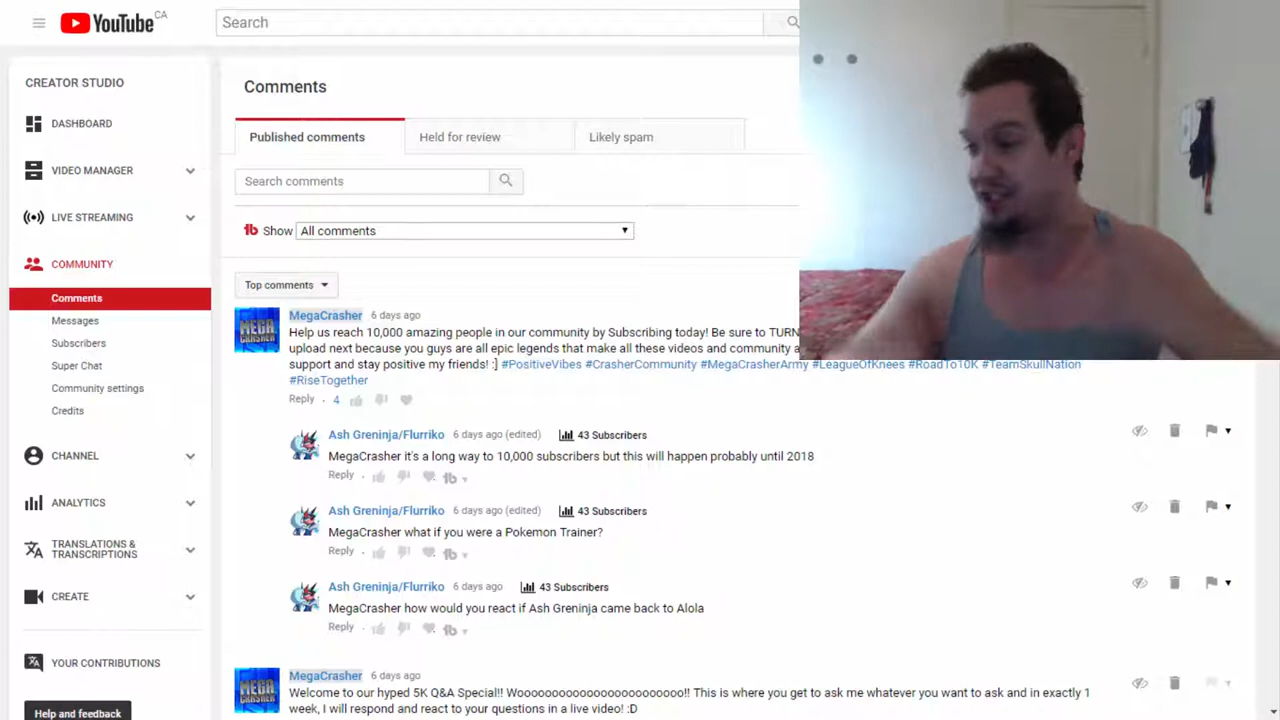 YouTube CA
Search
CREATOR STUDIO
DASHBOARD
VIDEO MANAGER
LIVE STREAMING
COMMUNITY
Comments
Messages
Subscribers
Super Chat
Community settings
Credits
CHANNEL
ANALYTICS
TRANSLATIONS &
TRANSCRIPTIONS
CREATE
YOUR CONTRIBUTIONS
Help and feedback
Comments
Published comments
Held for review
Likely spam
Search comments
tb Show All comments
Top comments
MegaCrasher 6 days ago
Help us reach 10,000 amazing people in our community by Subscribing today! Be sure to TURN
upload next because you guys are all epic legends that make all these videos and community a
support and stay positive my friends! :] #PositiveVibes #CrasherCommunity #MegaCrasherArmy #LeagueOfKnees #RoadTo10K #TeamSkullNation
#RiseTogether
Reply · 4
Ash Greninja/Flurriko 6 days ago (edited) 43 Subscribers
MegaCrasher it's a long way to 10,000 subscribers but this will happen probably until 2018
Reply · tb
Ash Greninja/Flurriko 6 days ago (edited) 43 Subscribers
MegaCrasher what if you were a Pokemon Trainer?
Reply · tb
Ash Greninja/Flurriko 6 days ago 43 Subscribers
MegaCrasher how would you react if Ash Greninja came back to Alola
Reply · tb
MegaCrasher 6 days ago
Welcome to our hyped 5K Q&A Special!! Woooooooooooooooooooooooo!! This is where you get to ask me whatever you want to ask and in exactly 1
week, I will respond and react to your questions in a live video! :D
MEGA
CRASHER
MEGA
CRASHER